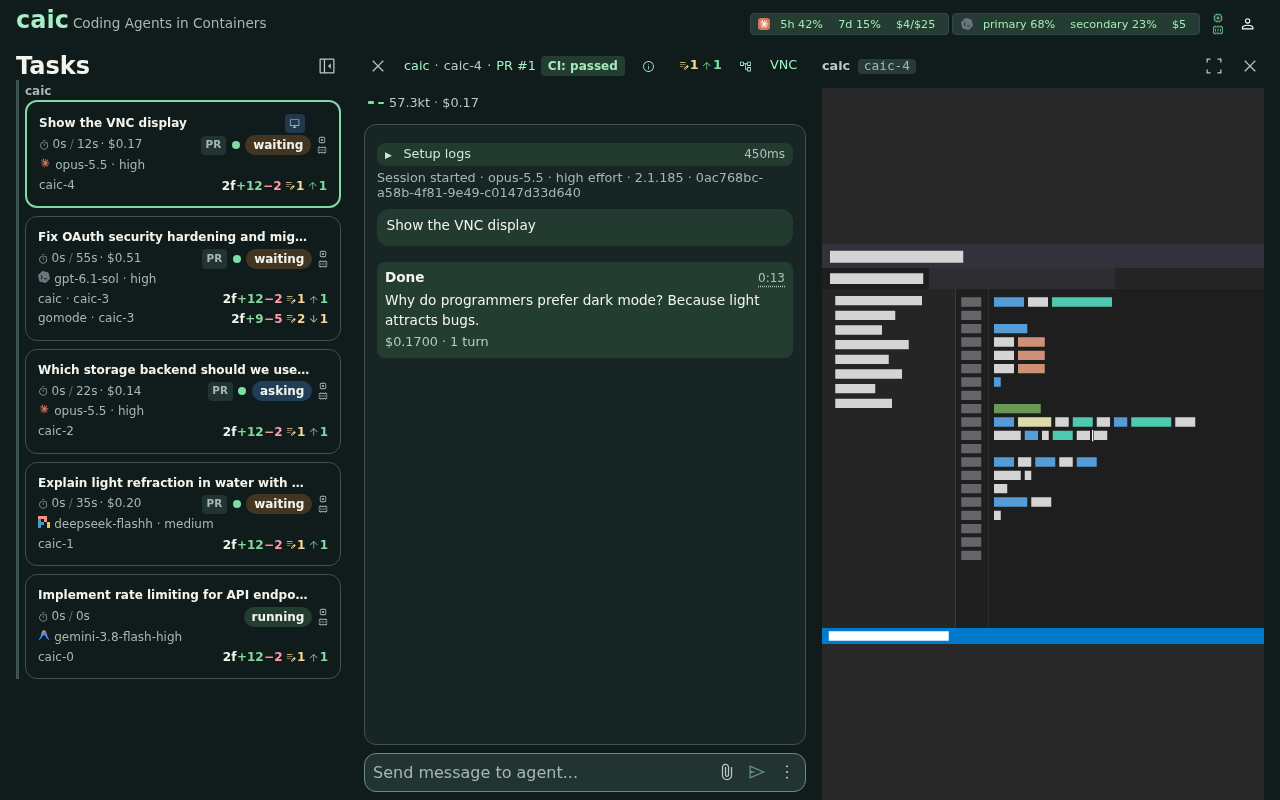 caic Coding Agents in Containers
5h 42% 7d 15% $4/$25
primary 68% secondary 23% $5
Tasks
caic
Show the VNC display
0s / 12s · $0.17 PR waiting
opus-5.5 · high
caic-4 2f+12−2 1 ↑1
Fix OAuth security hardening and mig…
0s / 55s · $0.51 PR waiting
gpt-6.1-sol · high
caic · caic-3 2f+12−2 1 ↑1
gomode · caic-3 2f+9−5 2 ↓1
Which storage backend should we use…
0s / 22s · $0.14 PR asking
opus-5.5 · high
caic-2 2f+12−2 1 ↑1
Explain light refraction in water with …
0s / 35s · $0.20 PR waiting
deepseek-flashh · medium
caic-1 2f+12−2 1 ↑1
Implement rate limiting for API endpo…
0s / 0s running
gemini-3.8-flash-high
caic-0 2f+12−2 1 ↑1
caic · caic-4 · PR #1 CI: passed 1 ↑1 VNC
57.3kt · $0.17
▸ Setup logs 450ms
Session started · opus-5.5 · high effort · 2.1.185 · 0ac768bc-
a58b-4f81-9e49-c0147d33d640
Show the VNC display
Done 0:13
Why do programmers prefer dark mode? Because light
attracts bugs.
$0.1700 · 1 turn
Send message to agent…
caic caic-4